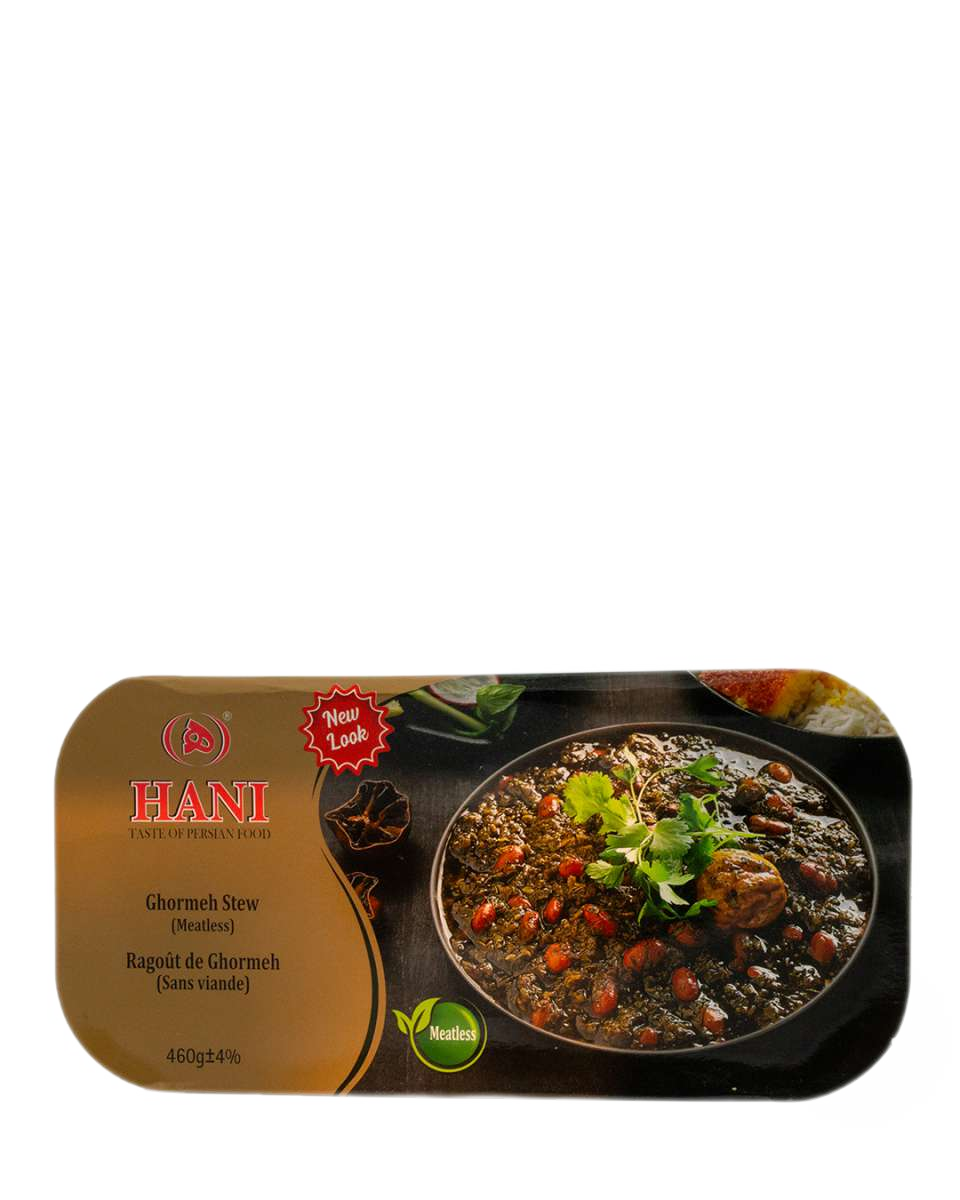 ®
HANI
TASTE OF PERSIAN FOOD
Ghormeh Stew
(Meatless)
Ragoût de Ghormeh
(Sans viande)
460g±4%
New
Look
Meatless